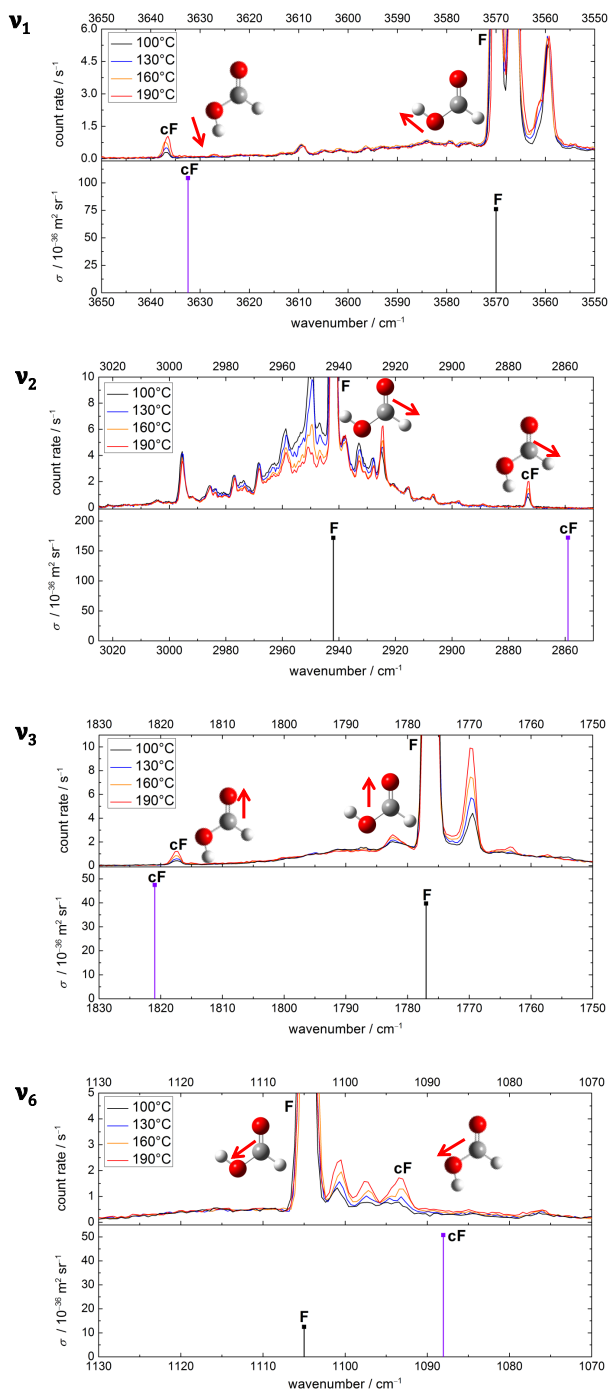 ν1
3650 3640 3630 3620 3610 3600 3590 3580 3570 3560 3550
6.0
4.5
3.0
1.5
0.0
count rate / s⁻¹
100°C
130°C
160°C
190°C
cF
F
100
75
50
25
0
σ / 10⁻³⁶ m² sr⁻¹
cF
F
3650 3640 3630 3620 3610 3600 3590 3580 3570 3560 3550
wavenumber / cm⁻¹
ν2
3020 3000 2980 2960 2940 2920 2900 2880 2860
10
8
6
4
2
0
count rate / s⁻¹
100°C
130°C
160°C
190°C
F
cF
200
150
100
50
0
σ / 10⁻³⁶ m² sr⁻¹
F
cF
3020 3000 2980 2960 2940 2920 2900 2880 2860
wavenumber / cm⁻¹
ν3
1830 1820 1810 1800 1790 1780 1770 1760 1750
10
8
6
4
2
0
count rate / s⁻¹
100°C
130°C
160°C
190°C
cF
F
50
40
30
20
10
0
σ / 10⁻³⁶ m² sr⁻¹
cF
F
1830 1820 1810 1800 1790 1780 1770 1760 1750
wavenumber / cm⁻¹
ν6
1130 1120 1110 1100 1090 1080 1070
5
4
3
2
1
0
count rate / s⁻¹
100°C
130°C
160°C
190°C
F
cF
50
40
30
20
10
0
σ / 10⁻³⁶ m² sr⁻¹
F
cF
1130 1120 1110 1100 1090 1080 1070
wavenumber / cm⁻¹